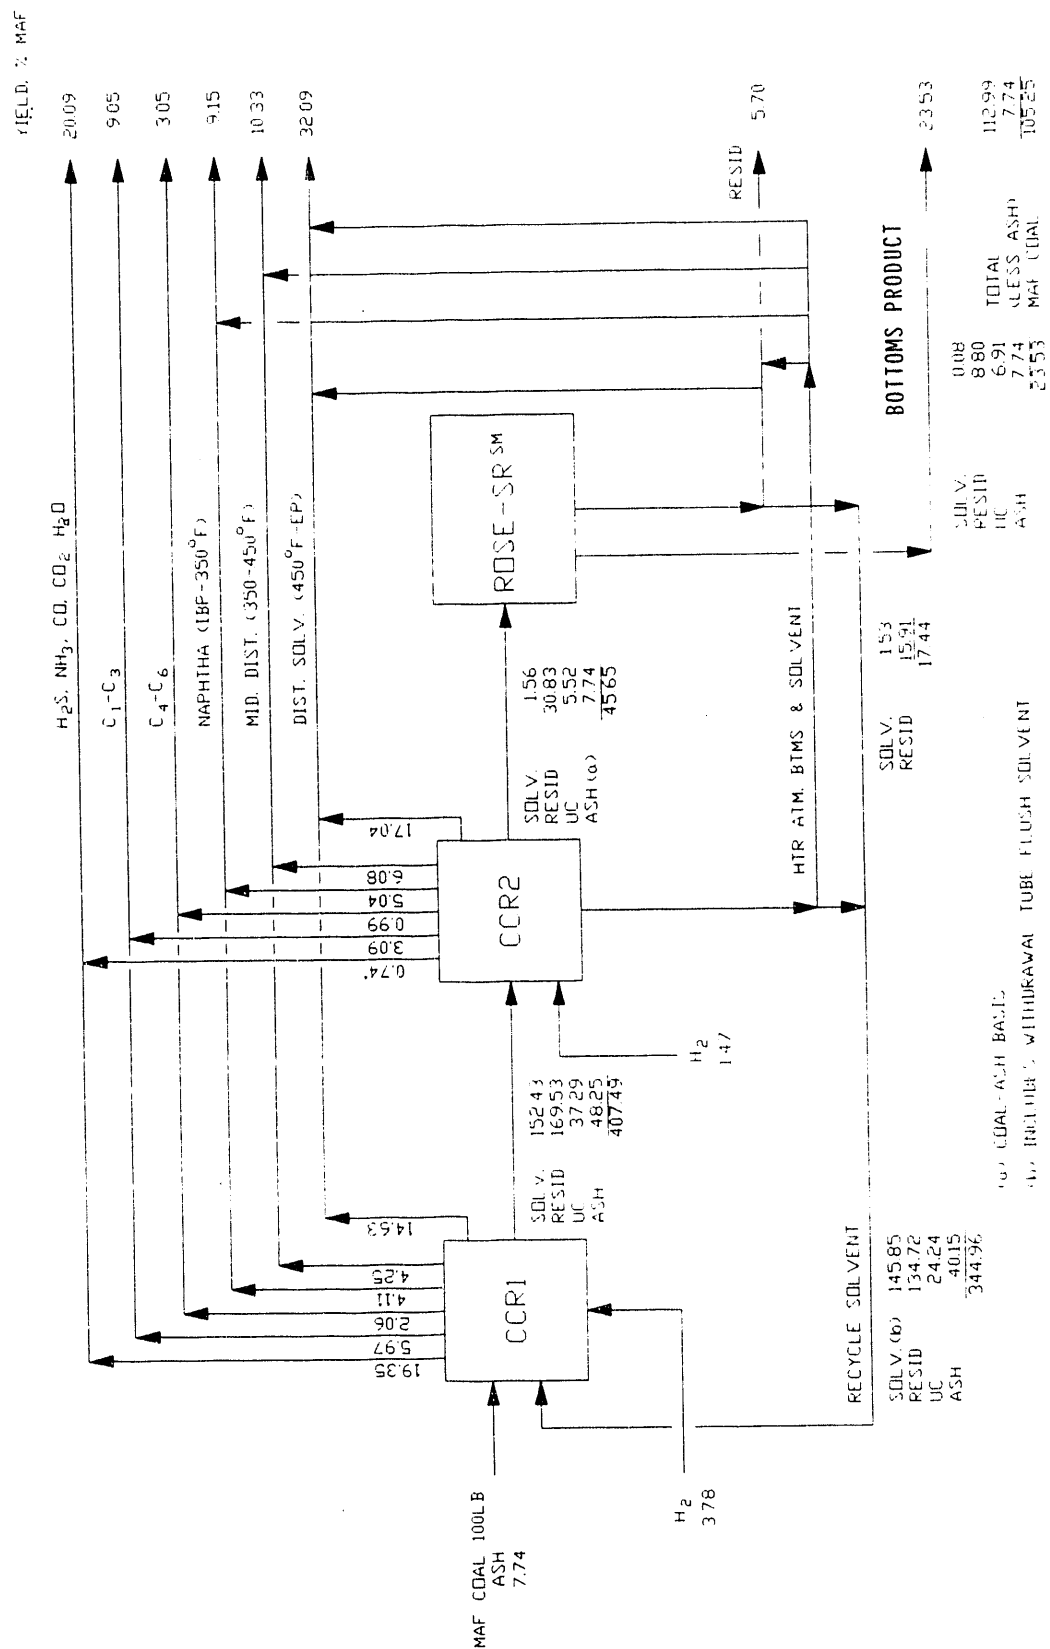 YIELD, % MAF
H₂S, NH₃, CO, CO₂ H₂O
20.09
C₁-C₃
9.05
C₄-C₆
3.05
NAPHTHA (IBP-350°F)
9.15
MID. DIST. (350-450°F)
10.33
DIST. SOLV. (450°F-EP)
32.09
19.35
5.97
2.06
4.11
4.25
14.53
0.74
3.09
0.99
5.04
6.08
17.04
MAF COAL 100LB
ASH
7.74
CCR1
H₂
3.78
SOLV. 152.43
RESID 169.53
UC 37.29
ASH 48.25
407.49
CCR2
H₂
1.47
SOLV. 1.56
RESID 30.83
UC 5.52
ASH(a) 7.74
45.65
ROSE-SR SM
RESID
5.70
HTR ATM. BTMS & SOLVENT
RECYCLE SOLVENT
SOLV.(b) 145.85
RESID 134.72
UC 24.24
ASH 40.15
344.96
SOLV. 1.53
RESID 15.91
17.44
BOTTOMS PRODUCT
23.53
SOLV. 0.08
RESID 8.80
UC 6.91
ASH 7.74
23.53
TOTAL 112.99
(LESS ASH) 7.74
MAF COAL 105.25
(a) COAL-ASH BASIS
(b) INCLUDES WITHDRAWAL TUBE FLUSH SOLVENT